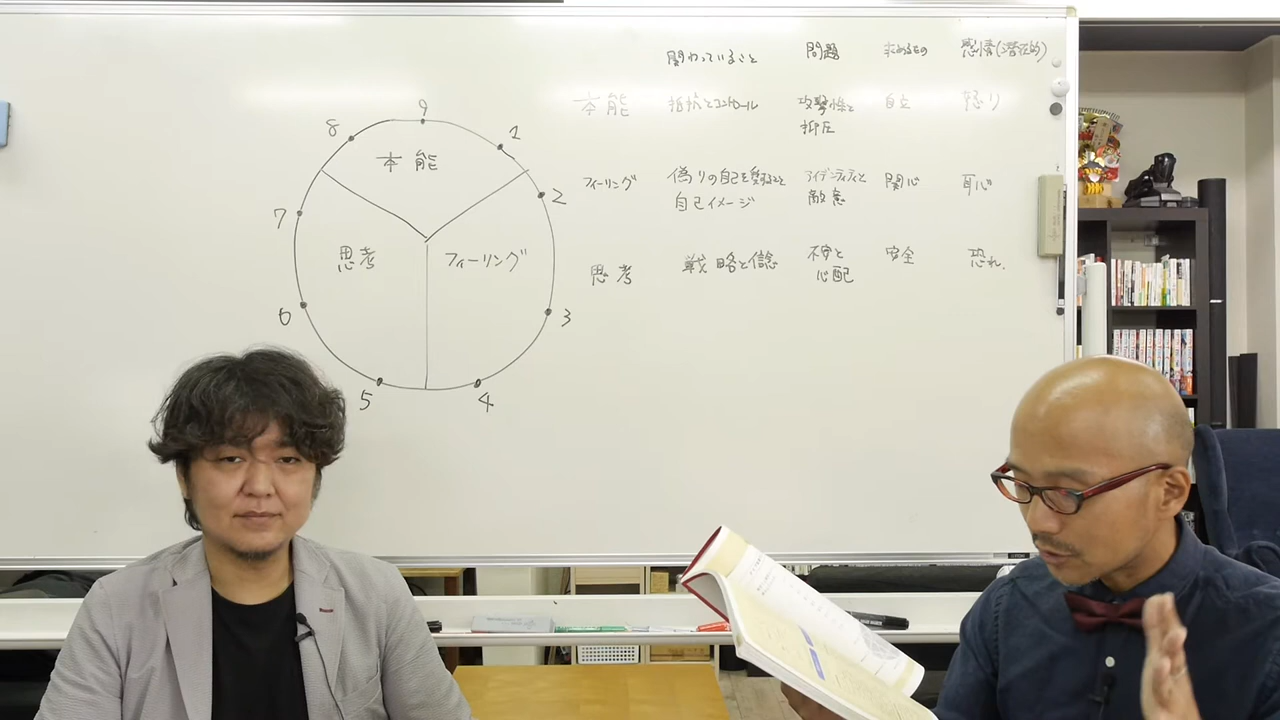 関わっていること 問題 求めるもの 感情(潜在的)
本能 抵抗とコントロール 攻撃性と 自立 怒り
抑圧
フィーリング 偽りの自己を愛すること アイデンティティと 関心 恥
自己イメージ 敵意
思考 戦略と信念 不安と 安全 恐れ
心配
9
8
1
本能
2
7
思考 フィーリング
6
3
5
4